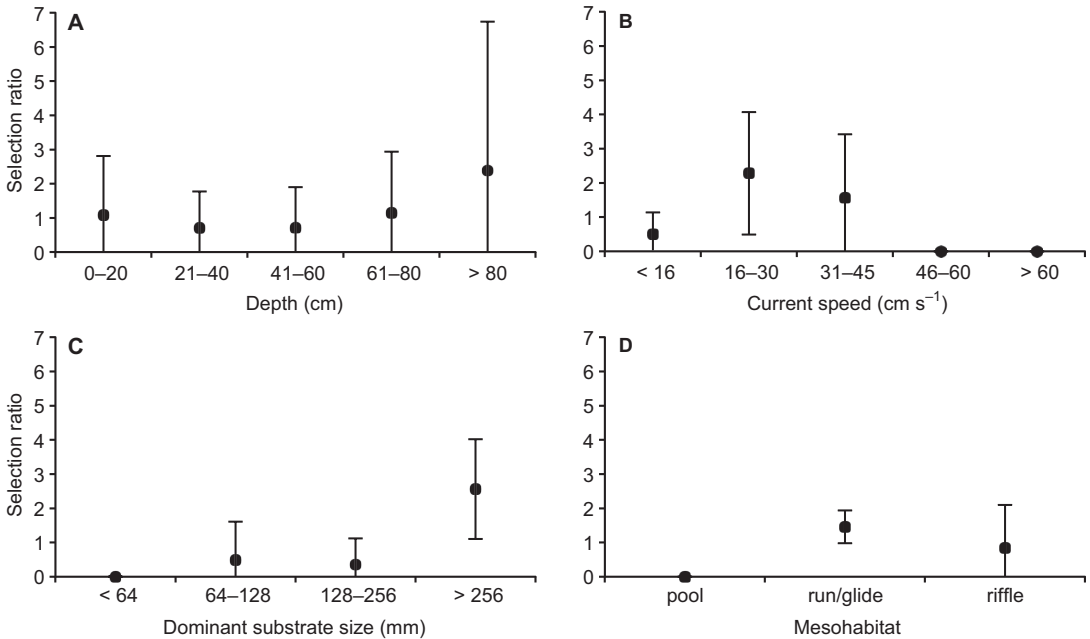 A
Selection ratio
7
6
5
4
3
2
1
0
0–20 21–40 41–60 61–80 > 80
Depth (cm)
B
7
6
5
4
3
2
1
0
< 16 16–30 31–45 46–60 > 60
Current speed (cm s⁻¹)
C
Selection ratio
7
6
5
4
3
2
1
0
< 64 64–128 128–256 > 256
Dominant substrate size (mm)
D
7
6
5
4
3
2
1
0
pool run/glide riffle
Mesohabitat